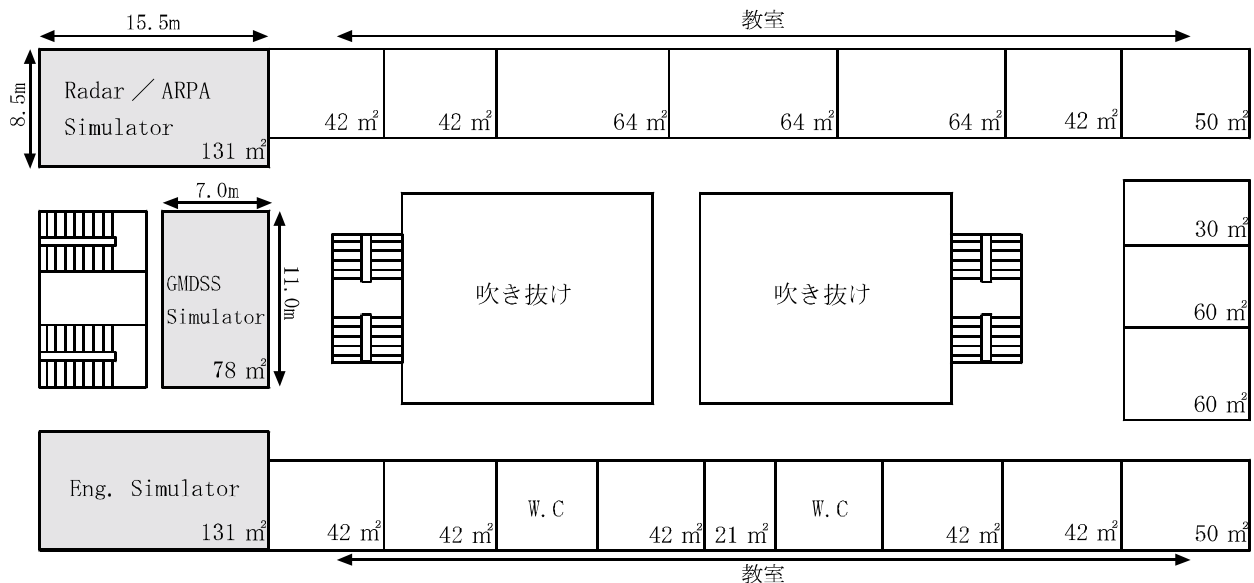 15.5m
教室
8.5m
Radar ／ ARPA
Simulator
131 ㎡
42 ㎡
42 ㎡
64 ㎡
64 ㎡
64 ㎡
42 ㎡
50 ㎡
7.0m
GMDSS
Simulator
78 ㎡
11.0m
吹き抜け
吹き抜け
30 ㎡
60 ㎡
60 ㎡
Eng. Simulator
131 ㎡
42 ㎡
42 ㎡
W.C
42 ㎡
21 ㎡
W.C
42 ㎡
42 ㎡
50 ㎡
教室